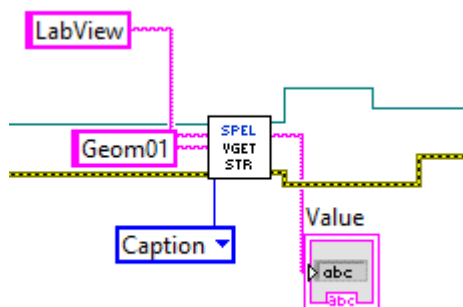 LabView
Geom01
SPEL
VGET
STR
Caption
Value
abc
abc